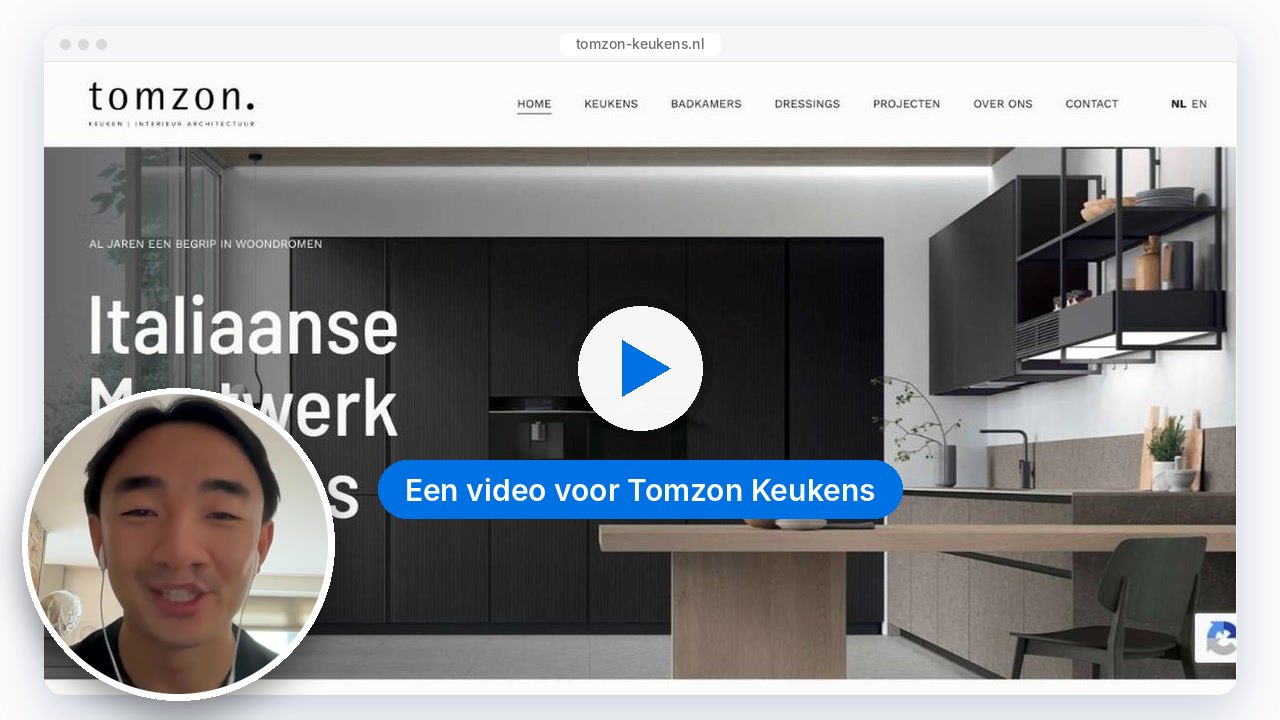 tomzon-keukens.nl
tomzon.
KEUKEN | INTERIEUR ARCHITECTUUR
HOME KEUKENS BADKAMERS DRESSINGS PROJECTEN OVER ONS CONTACT NL EN
AL JAREN EEN BEGRIP IN WOONDROMEN
Italiaanse
werk
s
Een video voor Tomzon Keukens